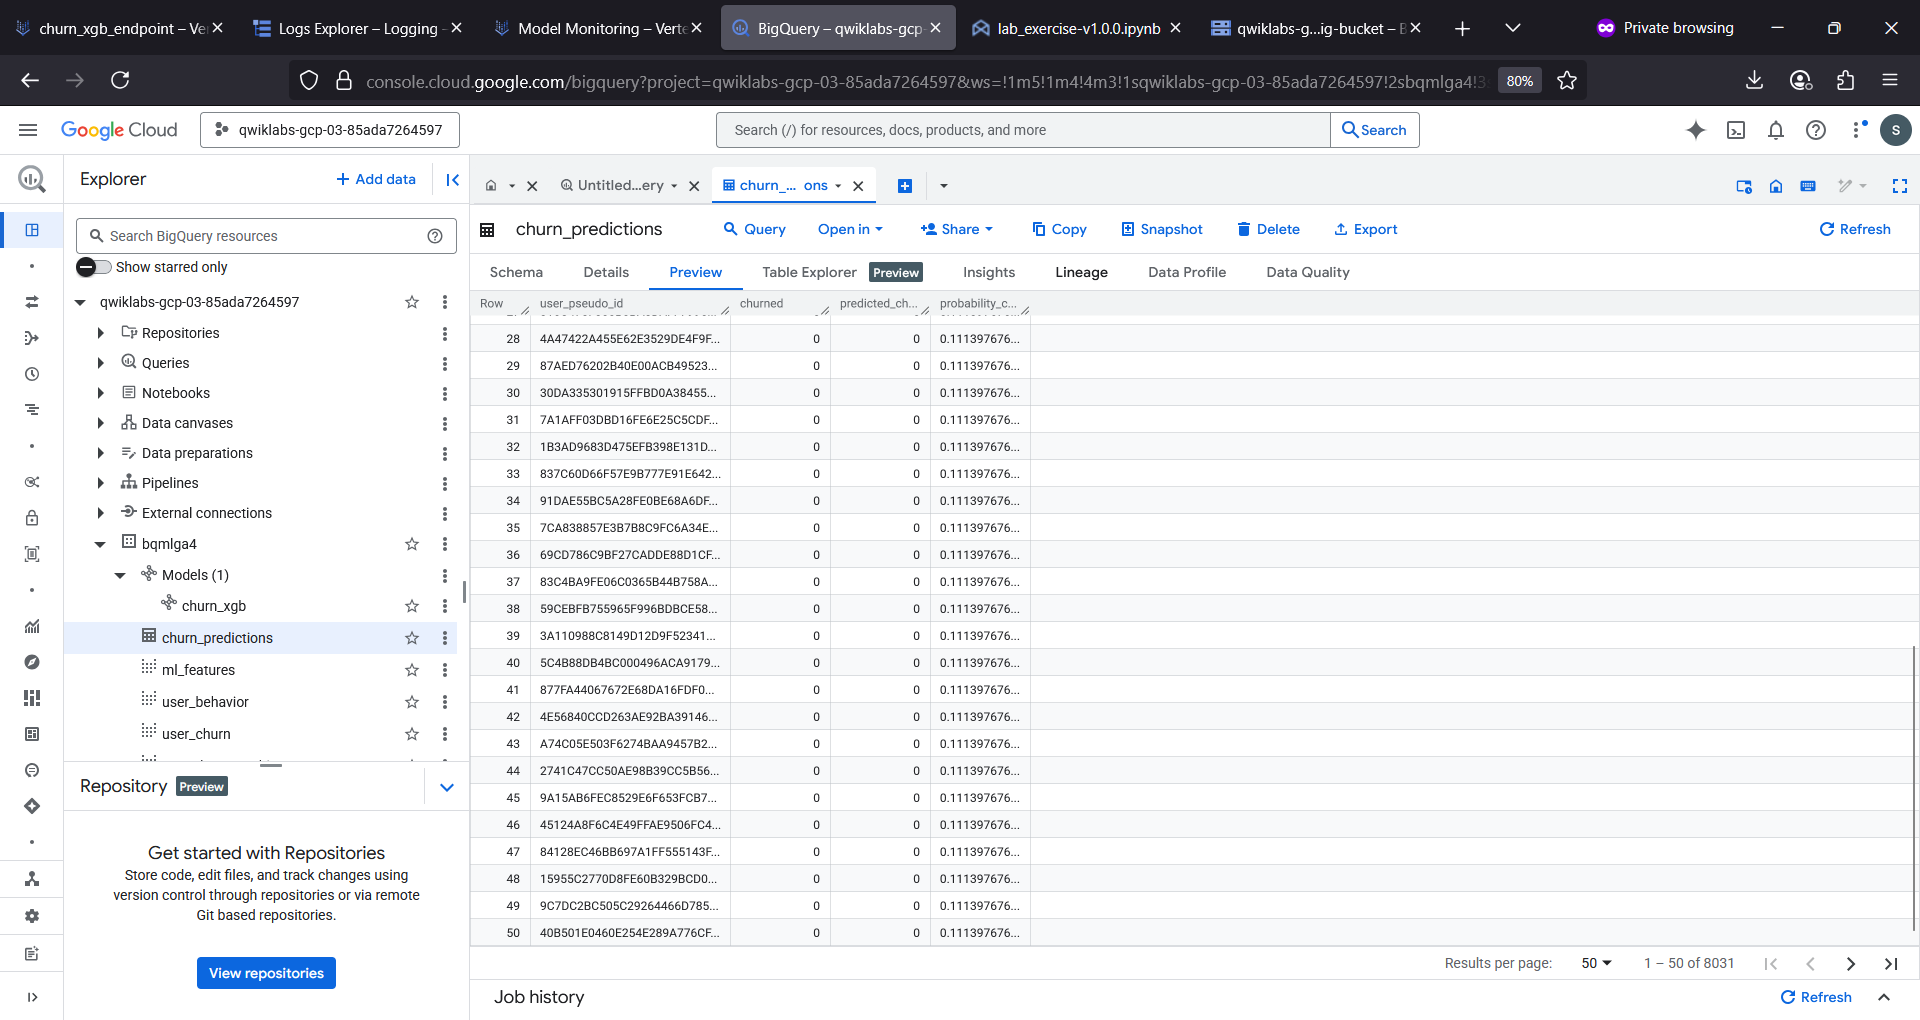 churn_xgb_endpoint – Ve
Logs Explorer – Logging
Model Monitoring – Verte
BigQuery – qwiklabs-gcp-
lab_exercise-v1.0.0.ipynb
qwiklabs-g...ig-bucket – B
Private browsing
console.cloud.google.com/bigquery?project=qwiklabs-gcp-03-85ada7264597&ws=!1m5!1m4!4m3!1sqwiklabs-gcp-03-85ada7264597!2sbqmlga4!3s
80%
Google Cloud
qwiklabs-gcp-03-85ada7264597
Search (/) for resources, docs, products, and more
Search
S
Explorer
+ Add data
Search BigQuery resources
Show starred only
qwiklabs-gcp-03-85ada7264597
Repositories
Queries
Notebooks
Data canvases
Data preparations
Pipelines
External connections
bqmlga4
Models (1)
churn_xgb
churn_predictions
ml_features
user_behavior
user_churn
Repository Preview
Get started with Repositories
Store code, edit files, and track changes using
version control through repositories or via remote
Git based repositories.
View repositories
Untitled...ery
churn_... ons
churn_predictions
Query
Open in
Share
Copy
Snapshot
Delete
Export
Refresh
Schema
Details
Preview
Table Explorer Preview
Insights
Lineage
Data Profile
Data Quality
Row user_pseudo_id churned predicted_ch... probability_c...
28 4A47422A455E62E3529DE4F9F... 0 0 0.111397676...
29 87AED76202B40E00ACB49523... 0 0 0.111397676...
30 30DA335301915FFBD0A38455... 0 0 0.111397676...
31 7A1AFF03DBD16FE6E25C5CDF... 0 0 0.111397676...
32 1B3AD9683D475EFB398E131D... 0 0 0.111397676...
33 837C60D66F57E9B777E91E642... 0 0 0.111397676...
34 91DAE55BC5A28FE0BE68A6DF... 0 0 0.111397676...
35 7CA838857E3B7B8C9FC6A34E... 0 0 0.111397676...
36 69CD786C9BF27CADDE88D1CF... 0 0 0.111397676...
37 83C4BA9FE06C0365B44B758A... 0 0 0.111397676...
38 59CEBFB755965F996BDBCE58... 0 0 0.111397676...
39 3A110988C8149D12D9F52341... 0 0 0.111397676...
40 5C4B88DB4BC000496ACA9179... 0 0 0.111397676...
41 877FA44067672E68DA16FDF0... 0 0 0.111397676...
42 4E56840CCD263AE92BA39146... 0 0 0.111397676...
43 A74C05E503F6274BAA9457B2... 0 0 0.111397676...
44 2741C47CC50AE98B39CC5B56... 0 0 0.111397676...
45 9A15AB6FEC8529E6F653FCB7... 0 0 0.111397676...
46 45124A8F6C4E49FFAE9506FC4... 0 0 0.111397676...
47 84128EC46BB697A1FF555143F... 0 0 0.111397676...
48 15955C2770D8FE60B329BCD0... 0 0 0.111397676...
49 9C7DC2BC505C29264466D785... 0 0 0.111397676...
50 40B501E0460E254E289A776CF... 0 0 0.111397676...
Results per page: 50 1 – 50 of 8031
Job history
Refresh